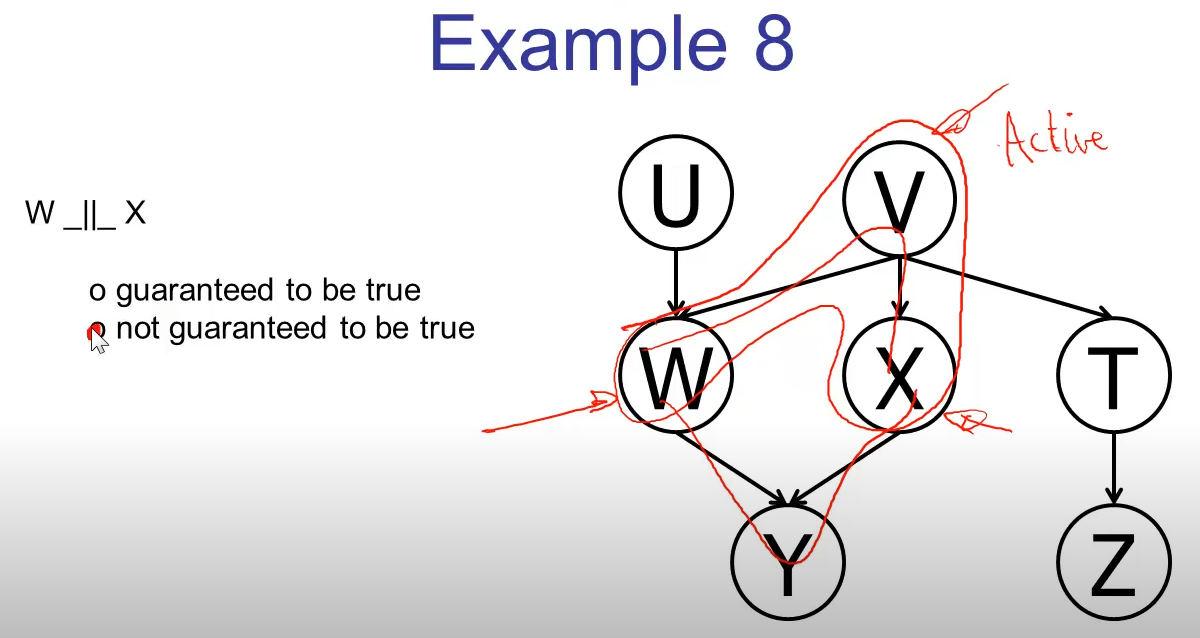 Example 8
Active
U
V
W _||_ X
o guaranteed to be true
o not guaranteed to be true
W
X
T
Y
Z